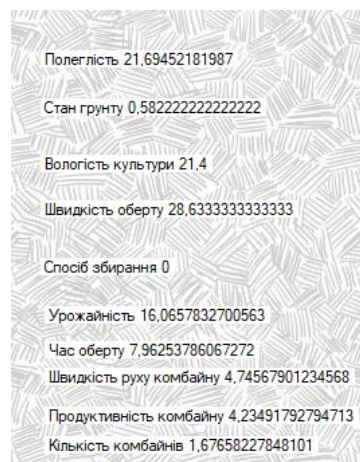 Полеглість 21,69452181987
Стан грунту 0,582222222222222
Вологість культури 21,4
Швидкість оберту 28,6333333333333
Спосіб збирання 0
Урожайність 16,0657832700563
Час оберту 7,96253786067272
Швидкість руху комбайну 4,74567901234568
Продуктивність комбайну 4,23491792794713
Кількість комбайнів 1,67658227848101